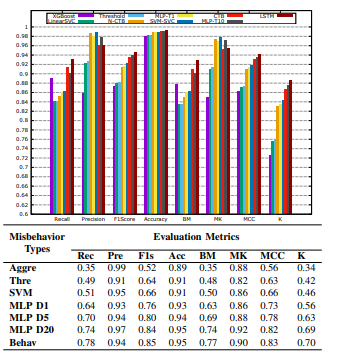 XGBoost Threshold MLP-T1 CTB LSTM
LinearSVC N-CTB SVM-SVC MLP-T10
1
0.98
0.96
0.94
0.92
0.9
0.88
0.86
0.84
0.82
0.8
0.78
0.76
0.74
0.72
0.7
0.68
0.66
0.64
0.62
0.6
Recall Precision F1Score Accuracy BM MK MCC K
Misbehavior Types Evaluation Metrics
Rec Pre F1s Acc BM MK MCC K
Aggre 0.35 0.99 0.52 0.89 0.35 0.88 0.56 0.34
Thre 0.49 0.91 0.64 0.91 0.48 0.82 0.63 0.42
SVM 0.51 0.95 0.66 0.91 0.50 0.86 0.66 0.46
MLP D1 0.64 0.93 0.76 0.93 0.63 0.86 0.73 0.56
MLP D5 0.70 0.94 0.80 0.94 0.69 0.88 0.78 0.63
MLP D20 0.74 0.97 0.84 0.95 0.74 0.92 0.82 0.69
Behav 0.78 0.94 0.85 0.95 0.77 0.90 0.83 0.70